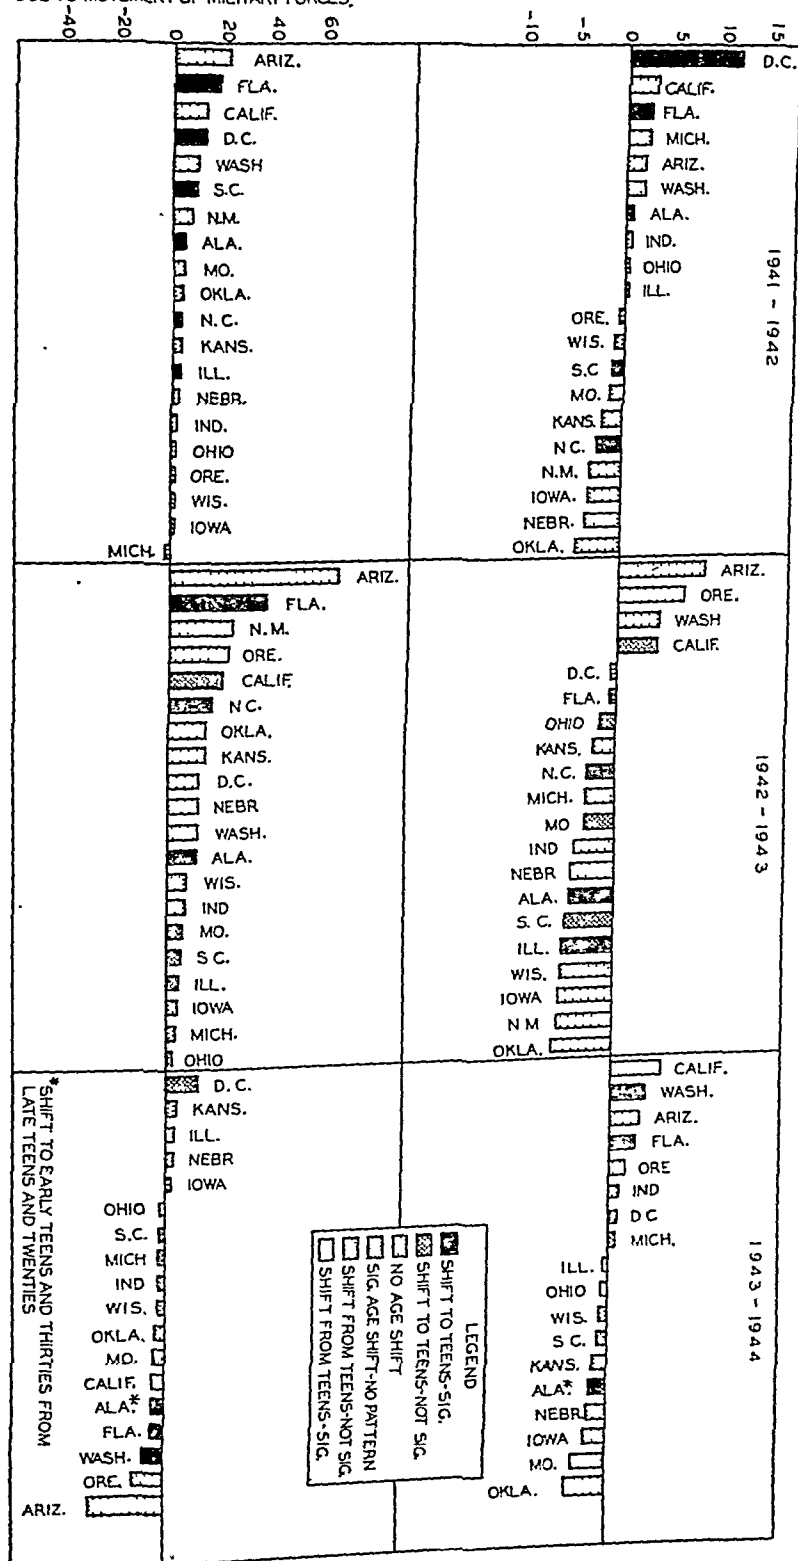 DUE TO MOVEMENT OF MILITARY FORCES.
-40
-20
0
20
40
60
-10
-5
0
5
10
15
1941 - 1942
D.C.
CALIF.
FLA.
MICH.
ARIZ.
WASH.
ALA.
IND.
OHIO
ILL.
ORE.
WIS.
S.C
MO.
KANS.
N C.
N.M.
IOWA.
NEBR.
OKLA.
ARIZ.
FLA.
CALIF.
D.C.
WASH
S.C.
N.M.
ALA.
MO.
OKLA.
N.C.
KANS.
ILL.
NEBR.
IND.
OHIO
ORE.
WIS.
IOWA
MICH.
1942-1943
ARIZ.
ORE.
WASH
CALIF.
D.C.
FLA.
OHIO
KANS.
N.C.
MICH.
MO
IND
NEBR
ALA.
S. C.
ILL.
WIS.
IOWA
N M
OKLA.
ARIZ.
FLA.
N.M.
ORE.
CALIF.
N C.
OKLA.
KANS.
D.C.
NEBR
WASH.
ALA.
WIS.
IND
MO.
S C.
ILL.
IOWA
MICH.
OHIO
1943-1944
CALIF.
WASH.
ARIZ.
FLA.
ORE
IND
D C
MICH.
ILL.
OHIO
WIS.
S C.
KANS.
ALA.*
NEBR
IOWA
MO.
OKLA.
D. C.
KANS.
ILL.
NEBR
IOWA
OHIO
S.C.
MICH
IND
WIS.
OKLA.
MO.
CALIF.
ALA.*
FLA.
WASH.
ORE.
ARIZ.
LEGEND
SHIFT TO TEENS-SIG.
SHIFT TO TEENS-NOT SIG.
NO AGE SHIFT
SIG. AGE SHIFT-NO PATTERN
SHIFT FROM TEENS-NOT SIG.
SHIFT FROM TEENS-SIG.
*SHIFT TO EARLY TEENS AND THIRTIES FROM
LATE TEENS AND TWENTIES